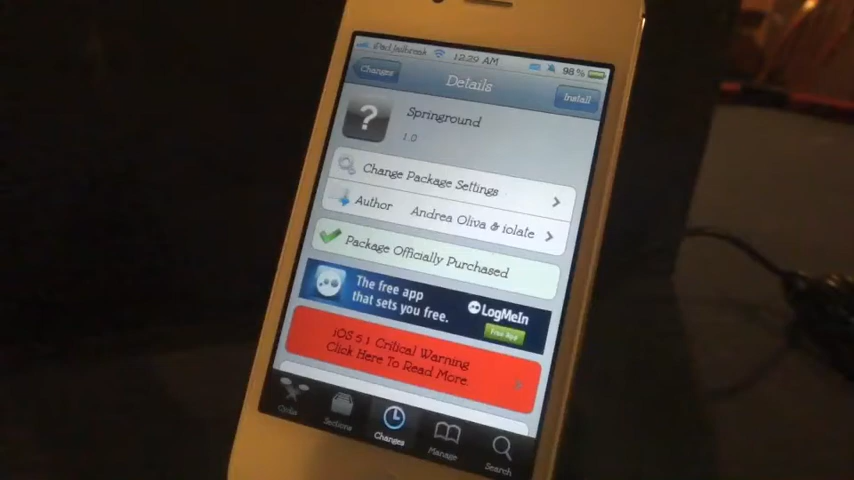 iPad Jailbreak 12:29 AM 98%
Changes Details Install
Springround
1.0
Change Package Settings
Author Andrea Oliva & iolate
Package Officially Purchased
The free app
that sets you free.
LogMeIn
Free App
iOS 5.1 Critical Warning
Click Here To Read More.
Cydia Sections Changes Manage Search